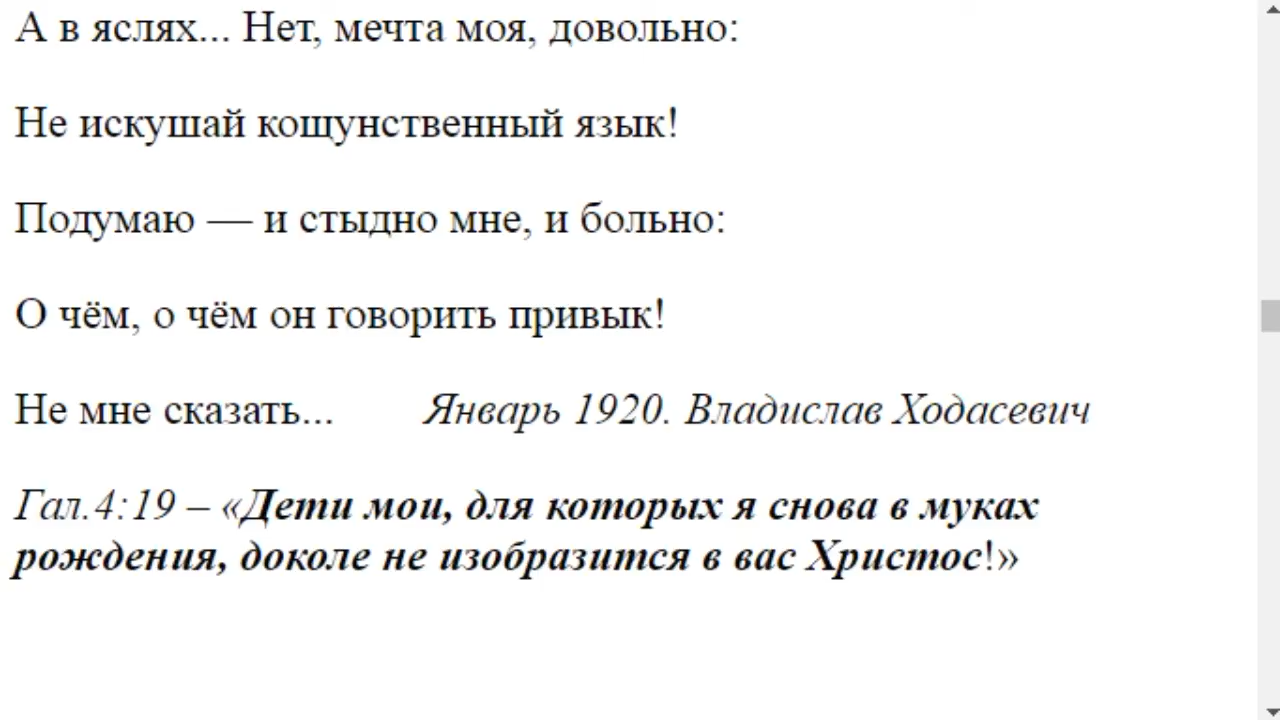 А в яслях... Нет, мечта моя, довольно:
Не искушай кощунственный язык!
Подумаю — и стыдно мне, и больно:
О чём, о чём он говорить привык!
Не мне сказать... Январь 1920. Владислав Ходасевич
Гал.4:19 – «Дети мои, для которых я снова в муках
рождения, доколе не изобразится в вас Христос!»